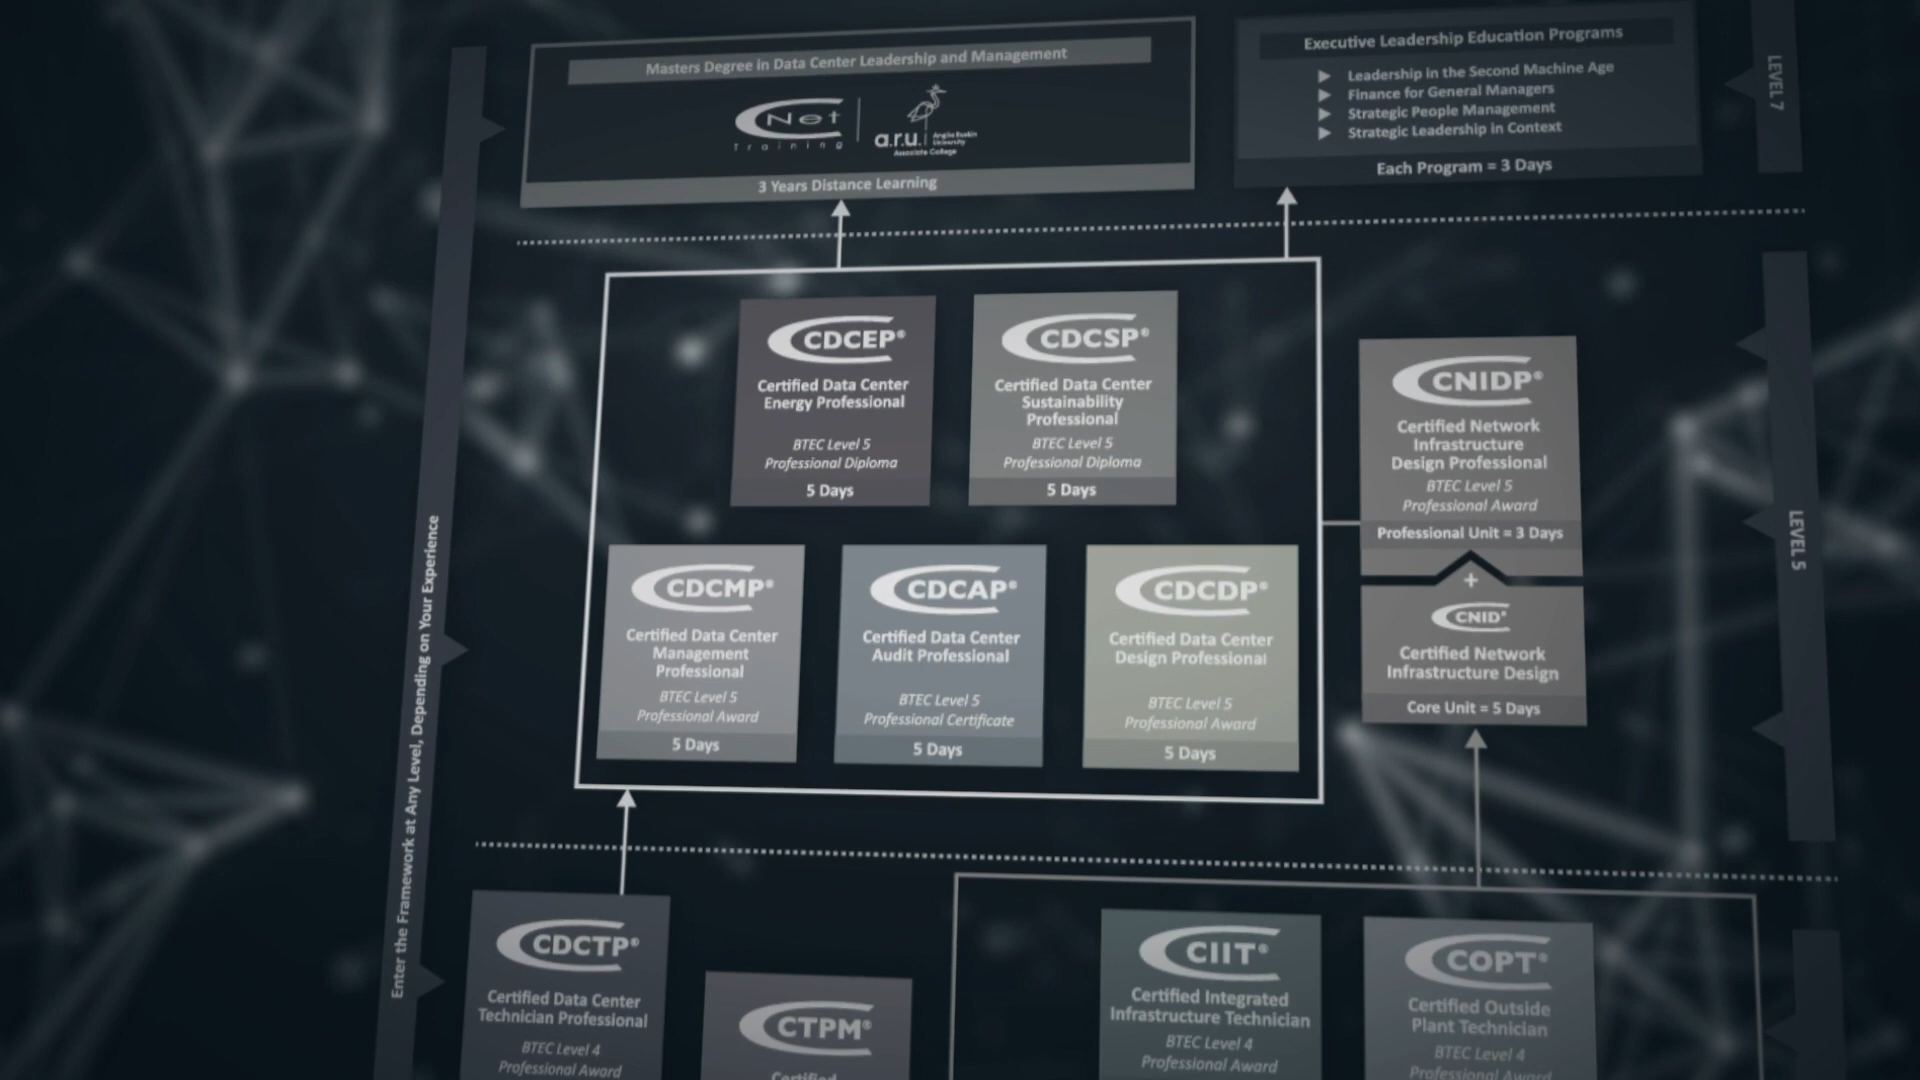 Masters Degree in Data Center Leadership and Management
CNet
Training
a.r.u.
Anglia Ruskin
University
Associate College
3 Years Distance Learning
Executive Leadership Education Programs
Leadership in the Second Machine Age
Finance for General Managers
Strategic People Management
Strategic Leadership in Context
Each Program = 3 Days
LEVEL 7
Enter the Framework at Any Level, Depending on Your Experience
CDCEP®
Certified Data Center
Energy Professional
BTEC Level 5
Professional Diploma
5 Days
CDCSP®
Certified Data Center
Sustainability
Professional
BTEC Level 5
Professional Diploma
5 Days
CNIDP®
Certified Network
Infrastructure
Design Professional
BTEC Level 5
Professional Award
Professional Unit = 3 Days
+
CNID®
Certified Network
Infrastructure Design
Core Unit = 5 Days
LEVEL 5
CDCMP®
Certified Data Center
Management
Professional
BTEC Level 5
Professional Award
5 Days
CDCAP®
Certified Data Center
Audit Professional
BTEC Level 5
Professional Certificate
5 Days
CDCDP®
Certified Data Center
Design Professional
BTEC Level 5
Professional Award
5 Days
CDCTP®
Certified Data Center
Technician Professional
BTEC Level 4
Professional Award
CTPM®
Certified
CIIT®
Certified Integrated
Infrastructure Technician
BTEC Level 4
Professional Award
COPT®
Certified Outside
Plant Technician
BTEC Level 4
Professional Award